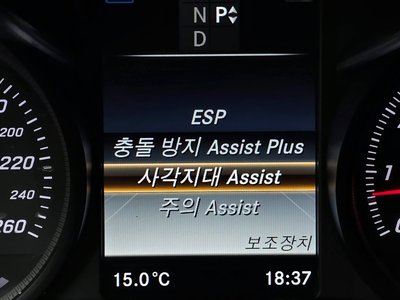 N P
D
ESP
충돌 방지 Assist Plus
사각지대 Assist
주의 Assist
보조장치
15.0°C 18:37
200
220
240
260